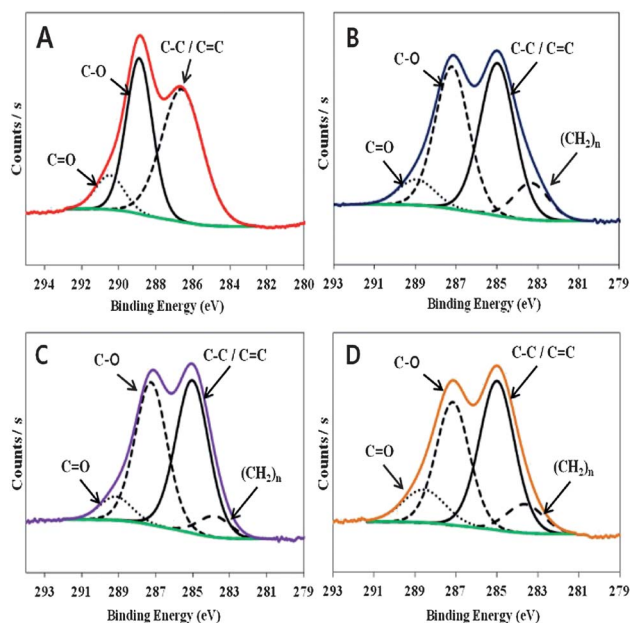 A
C-O
C-C / C=C
C=O
Counts / s
294 292 290 288 286 284 282 280
Binding Energy (eV)
B
C-O
C-C / C=C
C=O
(CH2)n
Counts / s
293 291 289 287 285 283 281 279
Binding Energy (eV)
C
C-O
C-C / C=C
C=O
(CH2)n
Counts / s
293 291 289 287 285 283 281 279
Binding Energy (eV)
D
C-O
C-C / C=C
C=O
(CH2)n
Counts / s
293 291 289 287 285 283 281 279
Binding Energy (eV)